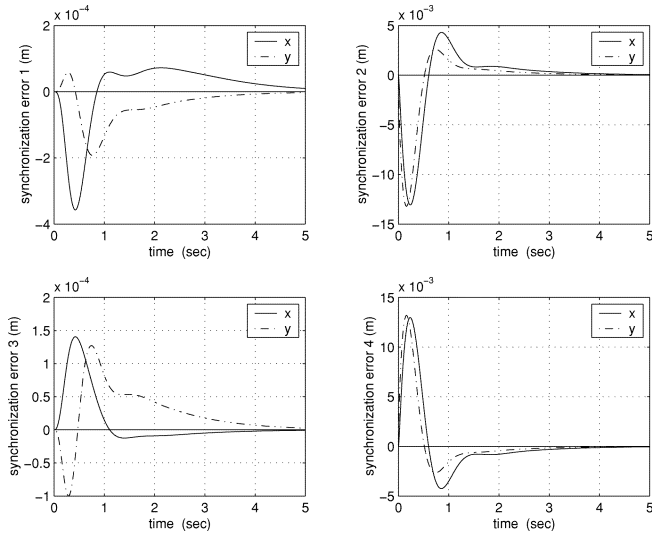 x 10⁻⁴
synchronization error 1 (m)
2
0
−2
−4
x
y
0 1 2 3 4 5
time (sec)
x 10⁻³
synchronization error 2 (m)
5
0
−5
−10
−15
x
y
0 1 2 3 4 5
time (sec)
x 10⁻⁴
synchronization error 3 (m)
2
1.5
1
0.5
0
−0.5
−1
x
y
0 1 2 3 4 5
time (sec)
x 10⁻³
synchronization error 4 (m)
15
10
5
0
−5
x
y
0 1 2 3 4 5
time (sec)